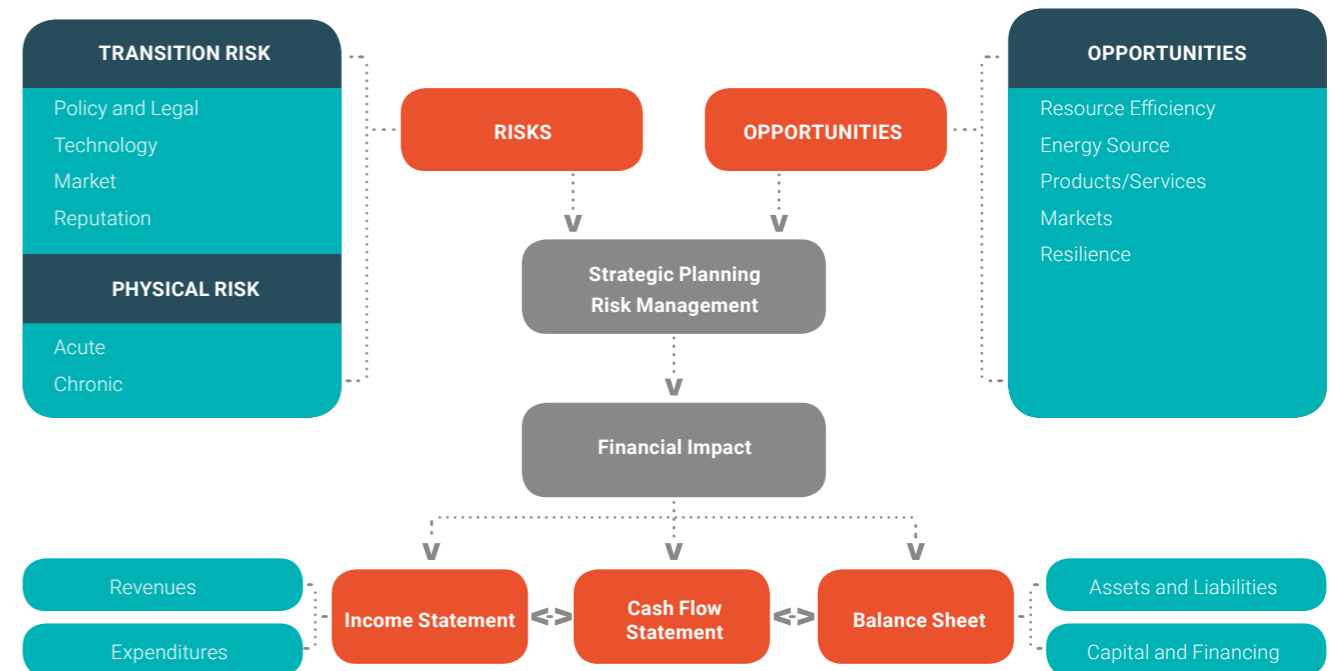 TRANSITION RISK
Policy and Legal
Technology
Market
Reputation
PHYSICAL RISK
Acute
Chronic
RISKS
OPPORTUNITIES
OPPORTUNITIES
Resource Efficiency
Energy Source
Products/Services
Markets
Resilience
Strategic Planning
Risk Management
Financial Impact
Revenues
Expenditures
Income Statement
Cash Flow
Statement
Balance Sheet
Assets and Liabilities
Capital and Financing